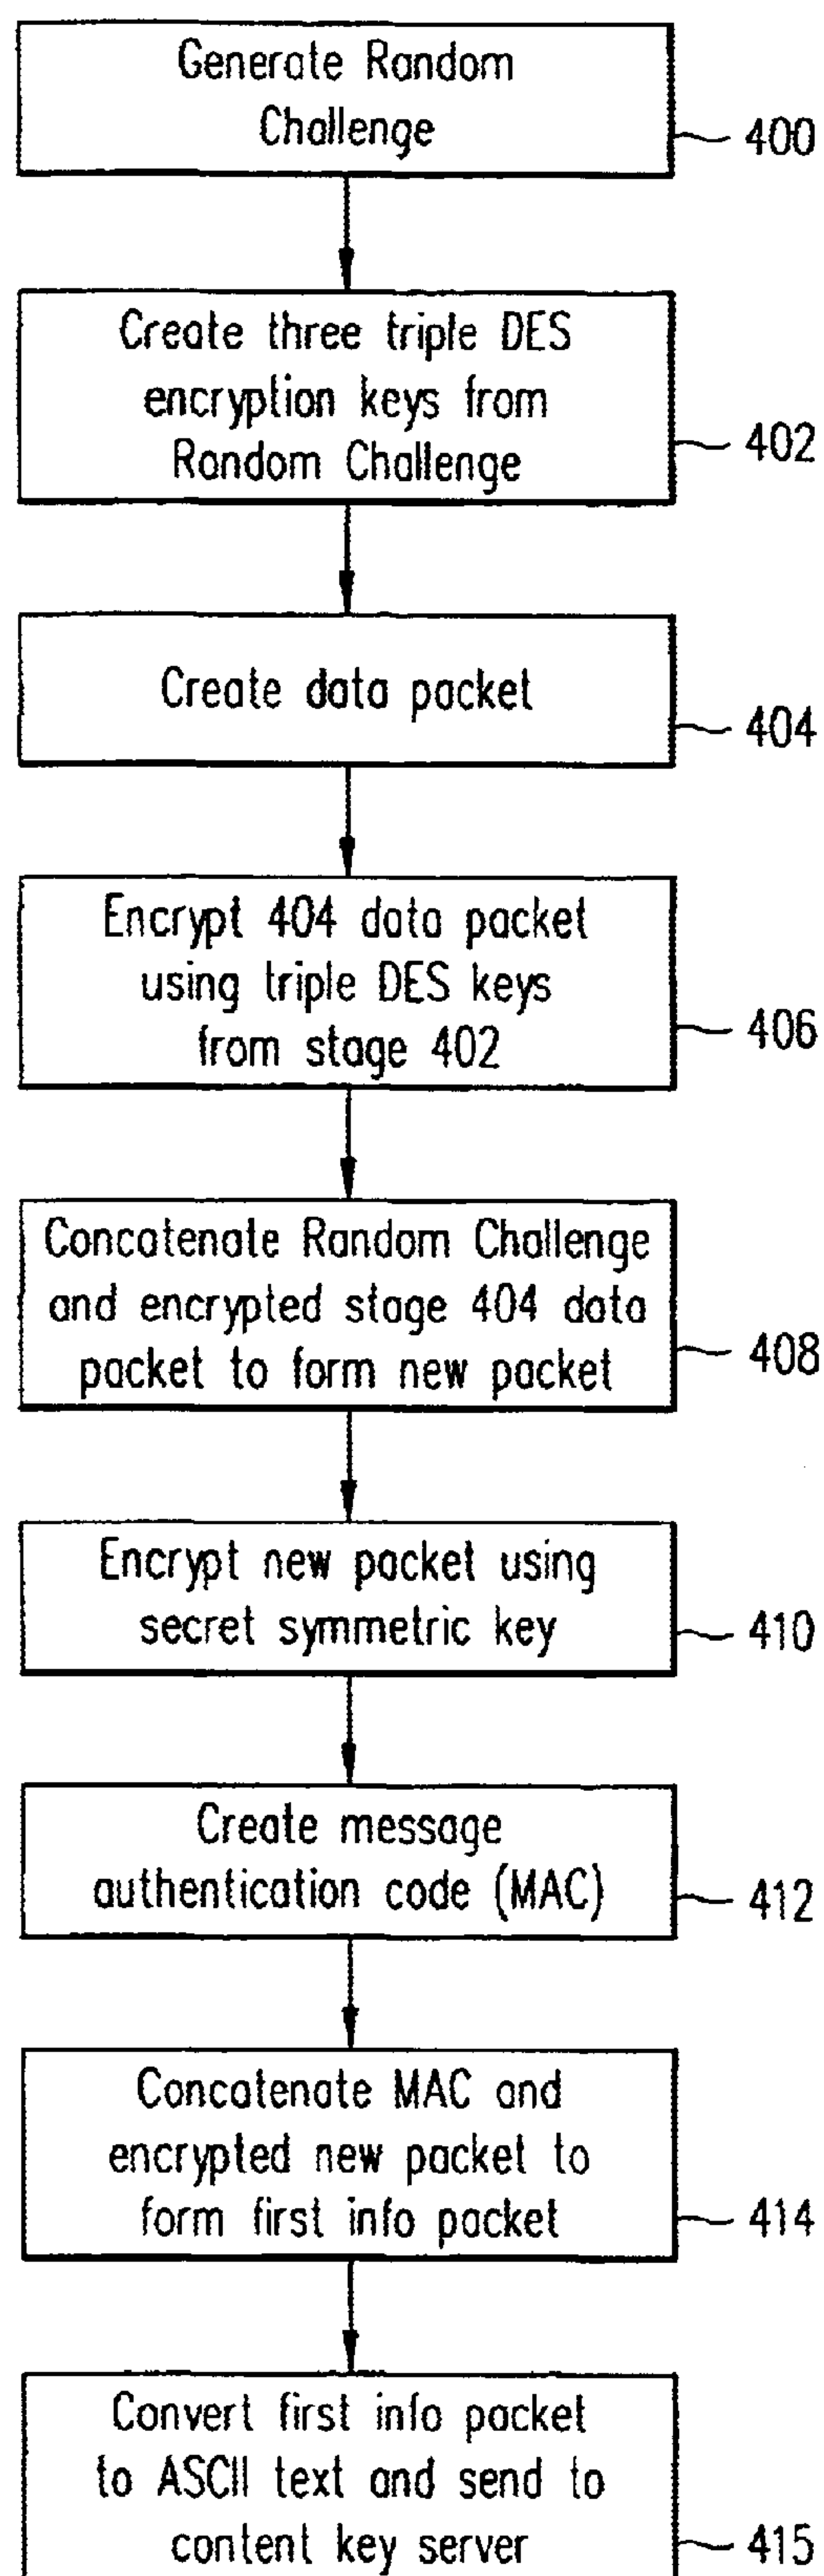 Generate Random
Challenge
400
Create three triple DES
encryption keys from
Random Challenge
402
Create data packet
404
Encrypt 404 data packet
using triple DES keys
from stage 402
406
Concatenate Random Challenge
and encrypted stage 404 data
packet to form new packet
408
Encrypt new packet using
secret symmetric key
410
Create message
authentication code (MAC)
412
Concatenate MAC and
encrypted new packet to
form first info packet
414
Convert first info packet
to ASCII text and send to
content key server
415